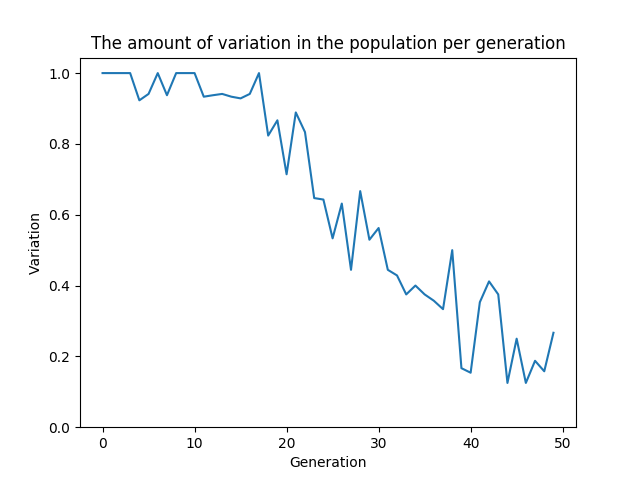 The amount of variation in the population per generation
1.0
0.8
0.6
0.4
0.2
0.0
Variation
0 10 20 30 40 50
Generation